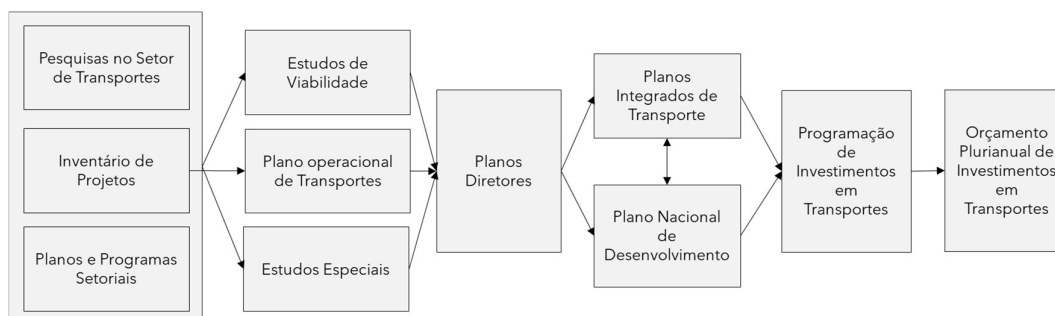 Pesquisas no Setor
de Transportes
Inventário de
Projetos
Planos e Programas
Setoriais
Estudos de
Viabilidade
Plano operacional
de Transportes
Estudos Especiais
Planos
Diretores
Planos
Integrados de
Transporte
Plano Nacional
de
Desenvolvimento
Programação
de
Investimentos
em
Transportes
Orçamento
Plurianual de
Investimentos
em
Transportes